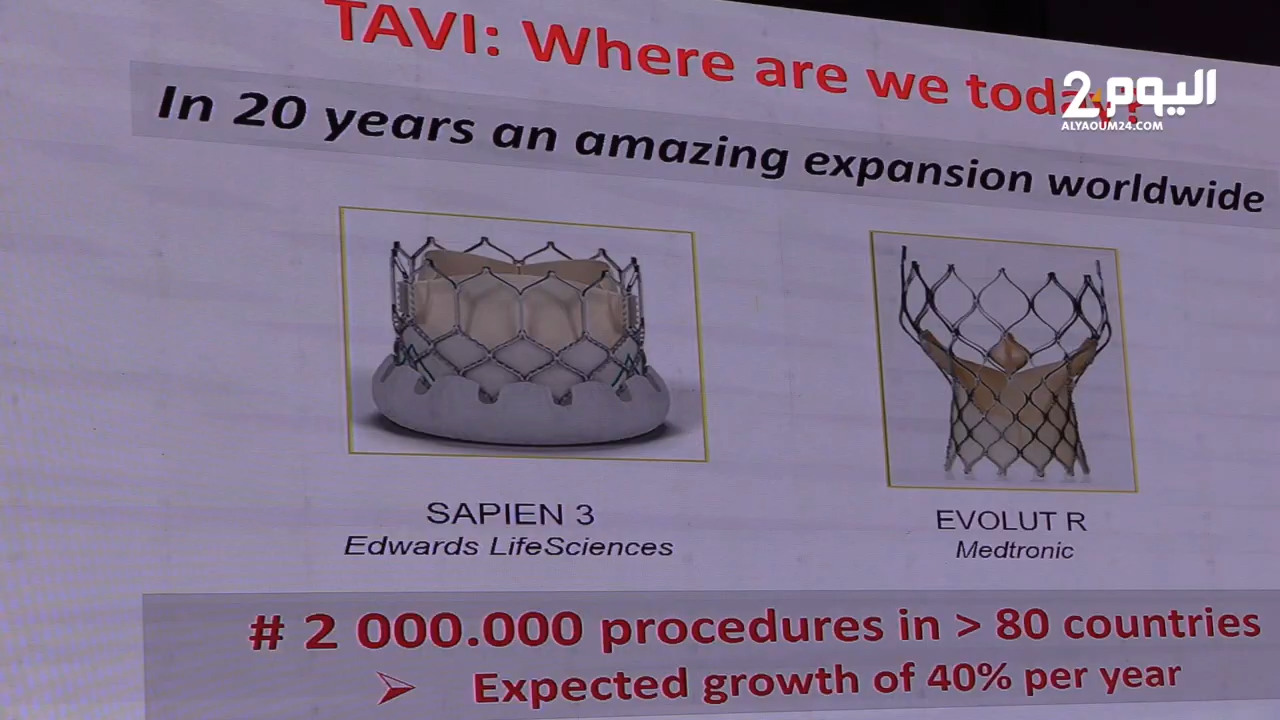 TAVI: Where are we today?
اليوم 24
ALYAOUM24.COM
In 20 years an amazing expansion worldwide
SAPIEN 3
Edwards LifeSciences
EVOLUT R
Medtronic
# 2 000.000 procedures in > 80 countries
➢ Expected growth of 40% per year